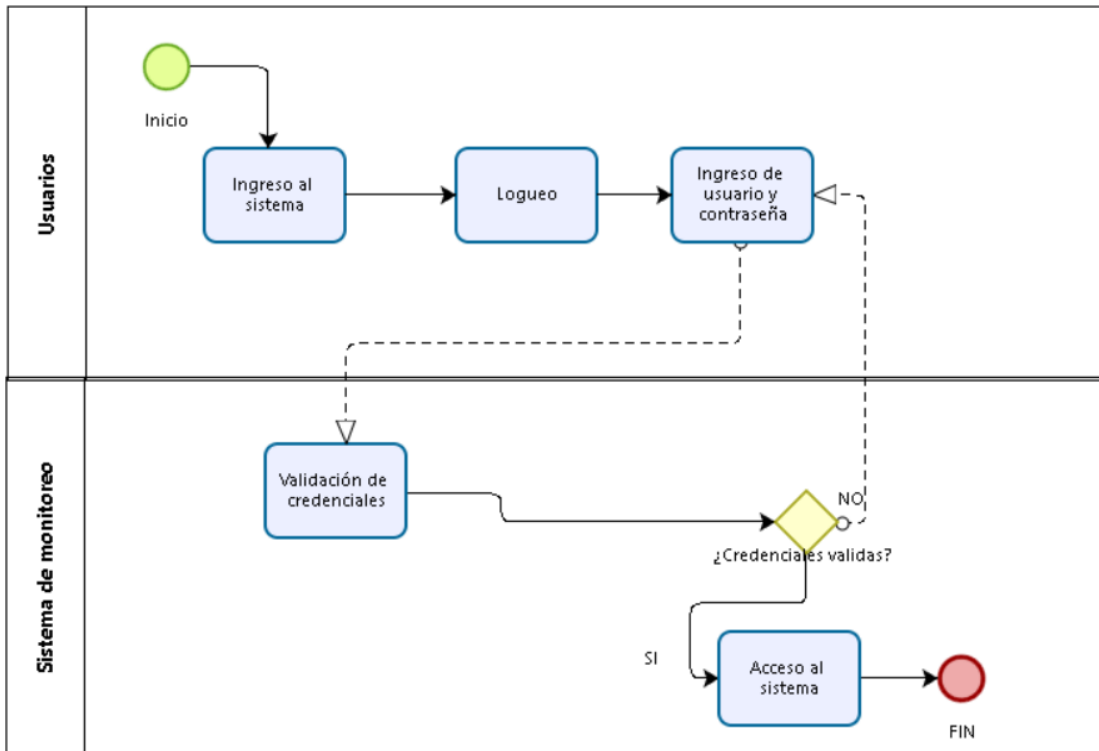 Usuarios
Inicio
Ingreso al
sistema
Logueo
Ingreso de
usuario y
contraseña
Sistema de monitoreo
Validación de
credenciales
NO
¿Credenciales validas?
SI
Acceso al
sistema
FIN